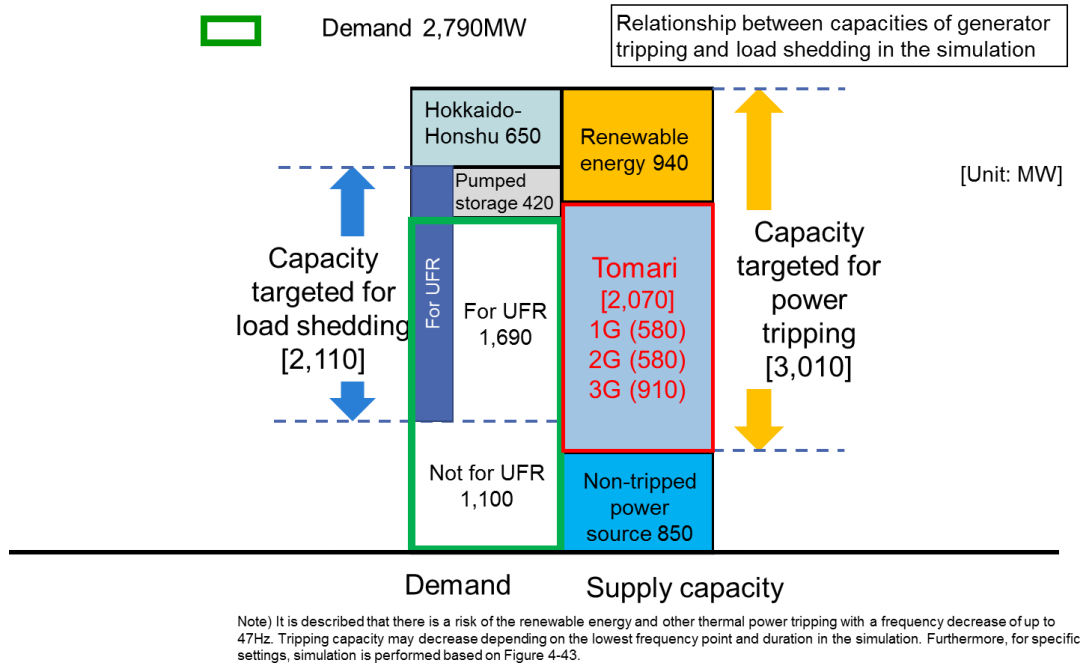 Demand 2,790MW
Relationship between capacities of generator
tripping and load shedding in the simulation
[Unit: MW]
Hokkaido-
Honshu 650
Pumped
storage 420
For UFR
For UFR
1,690
Not for UFR
1,100
Capacity
targeted for
load shedding
[2,110]
Renewable
energy 940
Tomari
[2,070]
1G (580)
2G (580)
3G (910)
Non-tripped
power
source 850
Capacity
targeted for
power
tripping
[3,010]
Demand
Supply capacity
Note) It is described that there is a risk of the renewable energy and other thermal power tripping with a frequency decrease of up to
47Hz. Tripping capacity may decrease depending on the lowest frequency point and duration in the simulation. Furthermore, for specific
settings, simulation is performed based on Figure 4-43.